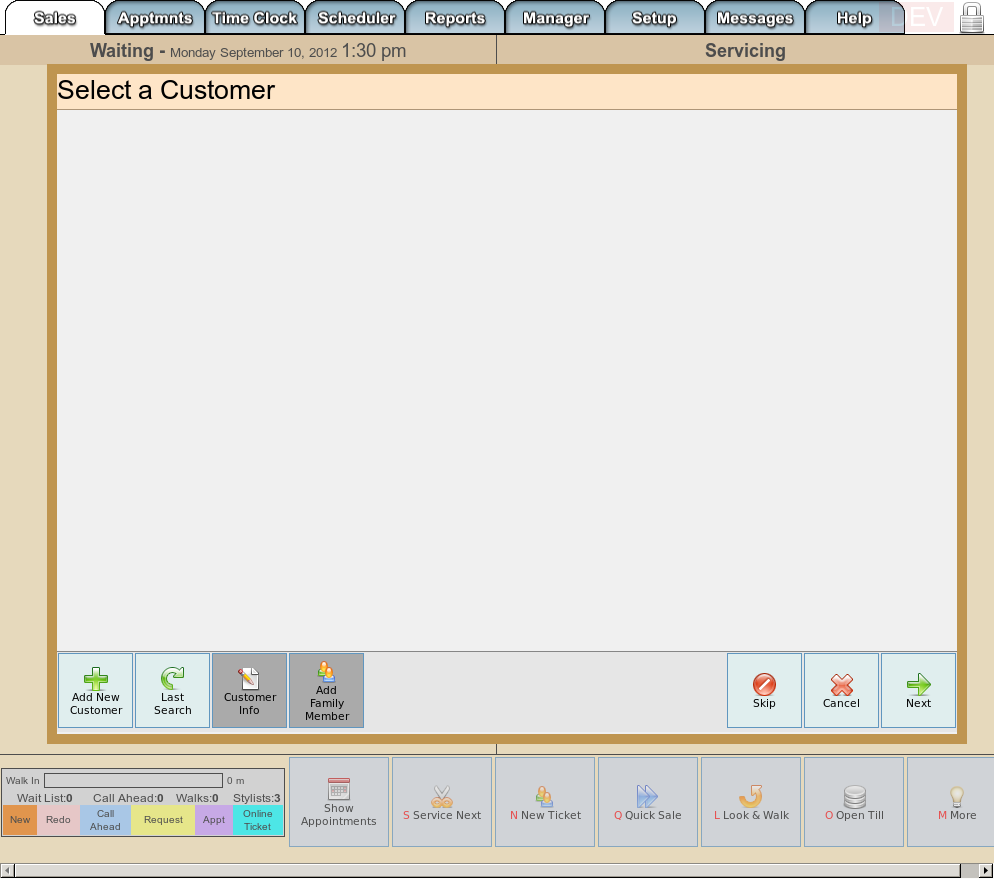 Sales Apptmnts Time Clock Scheduler Reports Manager Setup Messages Help DEV
Waiting - Monday September 10, 2012 1:30 pm Servicing
Select a Customer
Add New
Customer
Last
Search
Customer
Info
Add
Family
Member
Skip
Cancel
Next
Walk In 0 m
Wait List:0 Call Ahead:0 Walks:0 Stylists:3
New
Redo
Call
Ahead
Request
Appt
Online
Ticket
Show
Appointments
S Service Next
N New Ticket
Q Quick Sale
L Look & Walk
O Open Till
M More